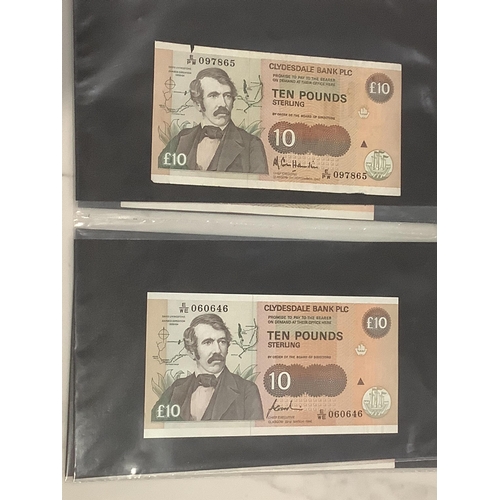 097865
CLYDESDALE BANK PLC
PROMISE TO PAY THE BEARER
ON DEMAND AT THEIR OFFICE HERE
£10
TEN POUNDS
STERLING
BY ORDER OF THE BOARD OF DIRECTORS
10
£10
097865
060646
CLYDESDALE BANK PLC
PROMISE TO PAY THE BEARER
ON DEMAND AT THEIR OFFICE HERE
£10
TEN POUNDS
STERLING
BY ORDER OF THE BOARD OF DIRECTORS
10
£10
060646